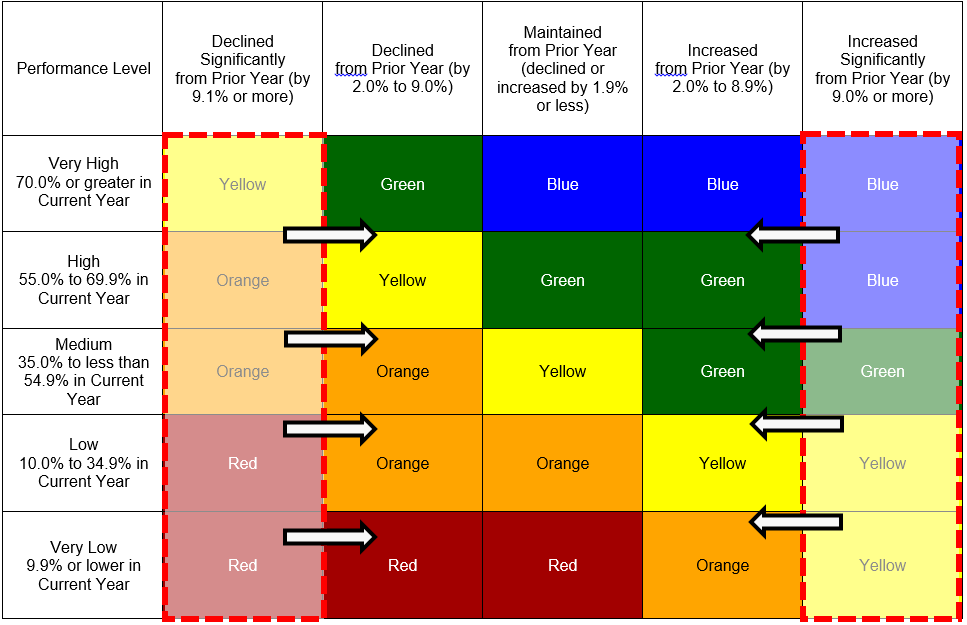 Performance Level
Declined
Significantly
from Prior Year (by
9.1% or more)
Declined
from Prior Year (by
2.0% to 9.0%)
Maintained
from Prior Year
(declined or
increased by 1.9%
or less)
Increased
from Prior Year (by
2.0% to 8.9%)
Increased
Significantly
from Prior Year (by
9.0% or more)
Very High
70.0% or greater in
Current Year
Yellow
Green
Blue
Blue
Blue
High
55.0% to 69.9% in
Current Year
Orange
Yellow
Green
Green
Blue
Medium
35.0% to less than
54.9% in Current
Year
Orange
Orange
Yellow
Green
Green
Low
10.0% to 34.9% in
Current Year
Red
Orange
Orange
Yellow
Yellow
Very Low
9.9% or lower in
Current Year
Red
Red
Red
Orange
Yellow